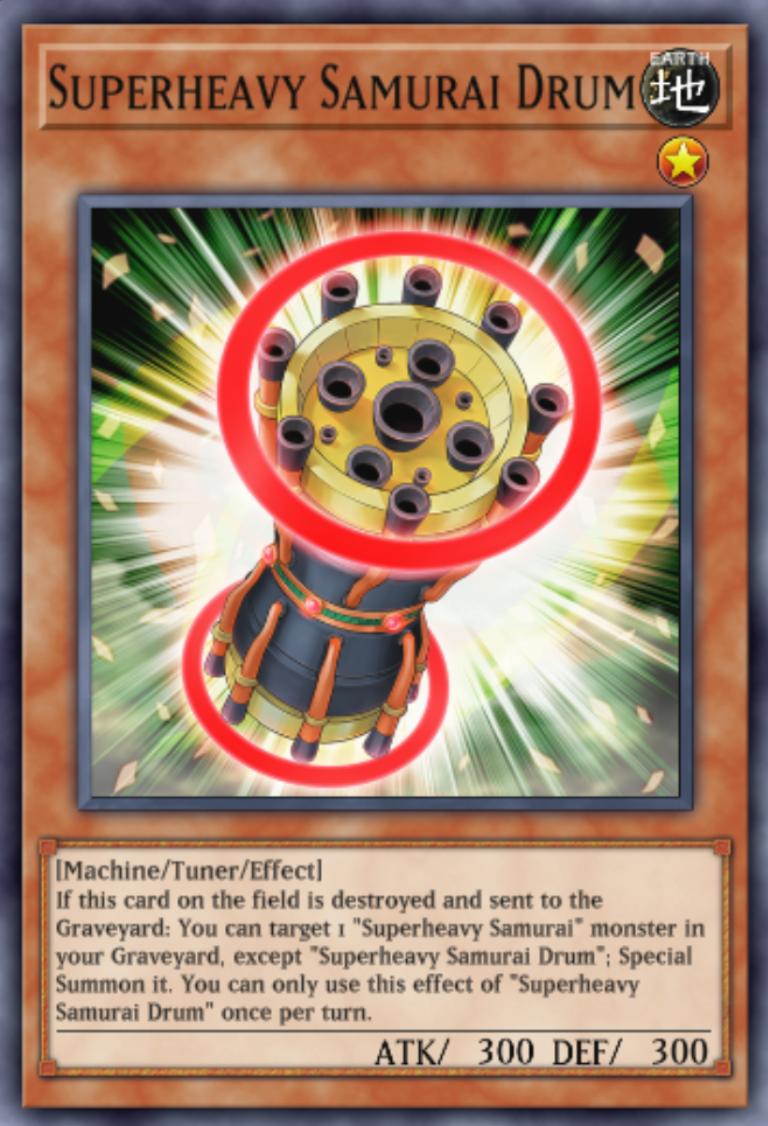 SUPERHEAVY SAMURAI DRUM
EARTH
地
[Machine/Tuner/Effect]
If this card on the field is destroyed and sent to the
Graveyard: You can target 1 "Superheavy Samurai" monster in
your Graveyard, except "Superheavy Samurai Drum"; Special
Summon it. You can only use this effect of "Superheavy
Samurai Drum" once per turn.
ATK/ 300 DEF/ 300